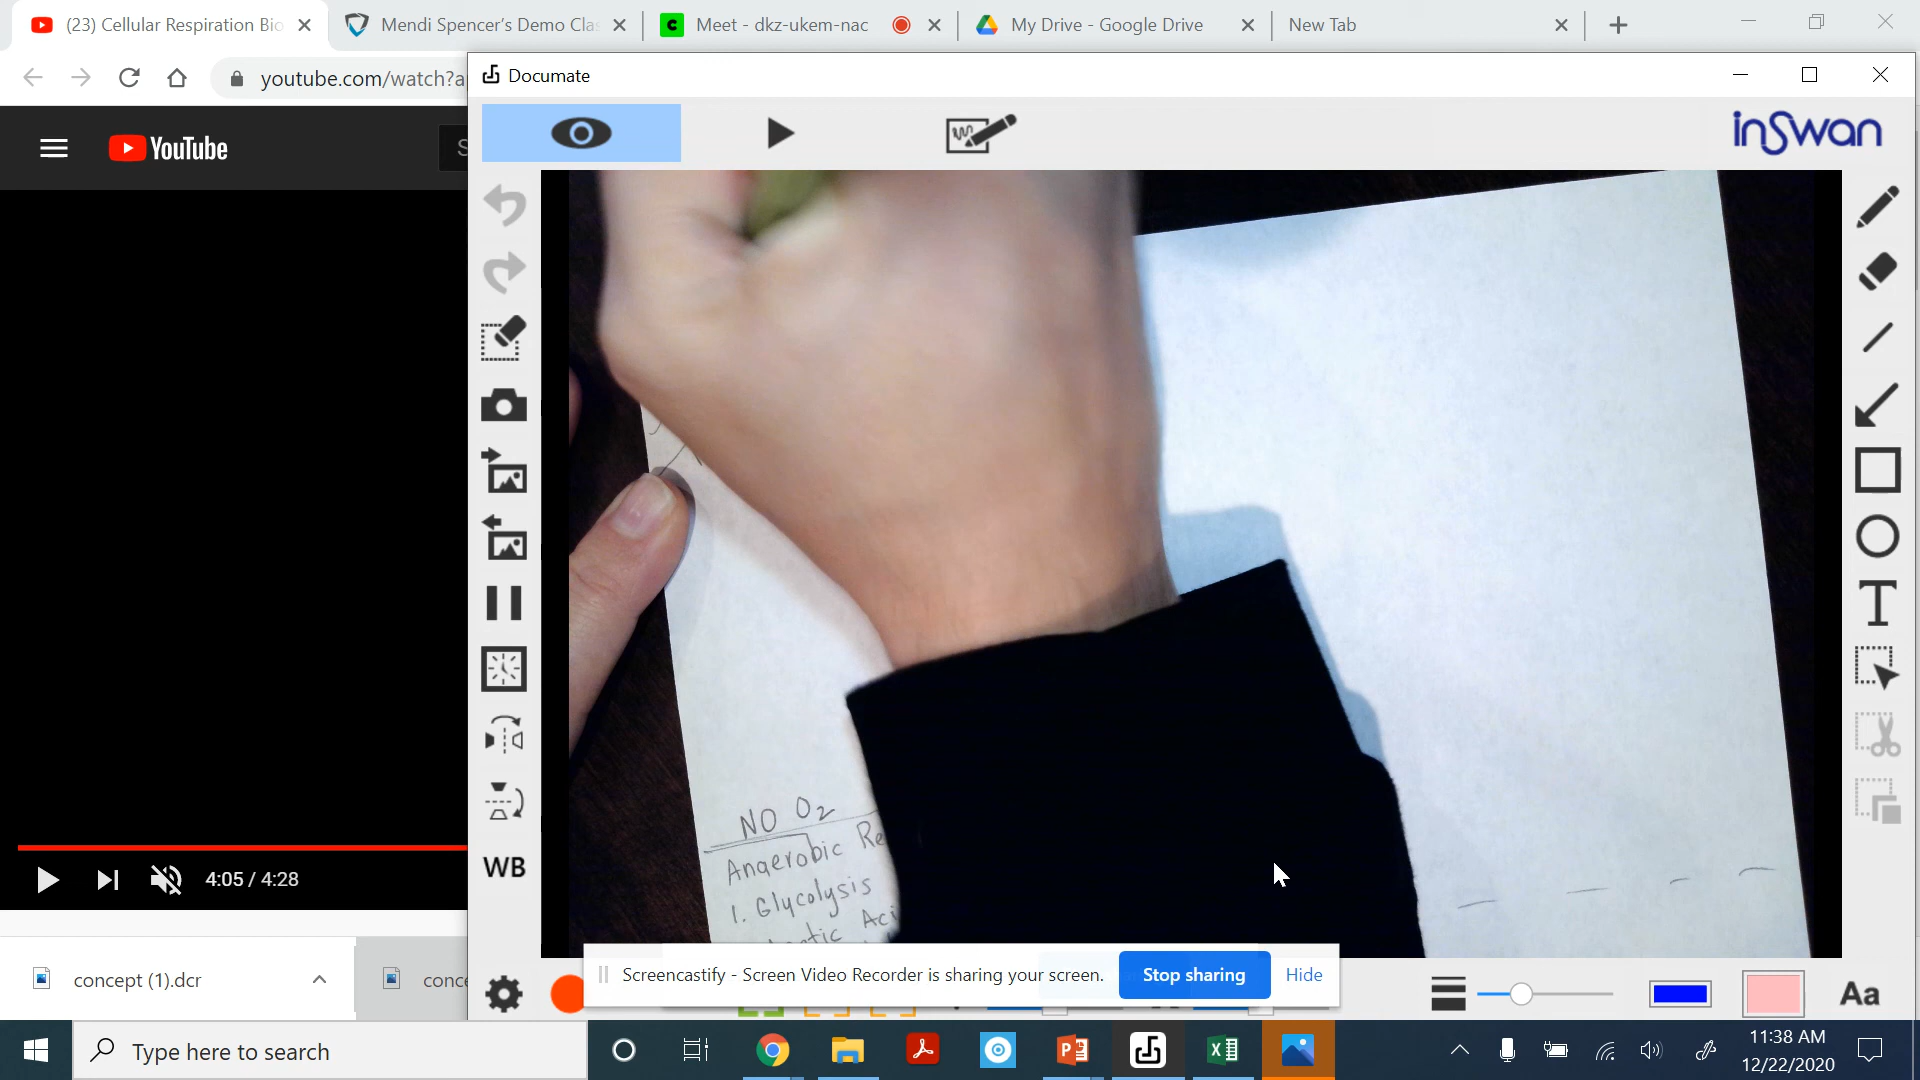 (23) Cellular Respiration Bio
Mendi Spencer's Demo Clas
Meet - dkz-ukem-nac
My Drive - Google Drive
New Tab
youtube.com/watch?a
Documate
inswan
YouTube
S
NO O2
Anaerobic Re
1. Glycolysis
Aci
4:05 / 4:28
WB
T
Screencastify - Screen Video Recorder is sharing your screen.
Stop sharing
Hide
concept (1).dcr
conce
Aa
Type here to search
11:38 AM
12/22/2020